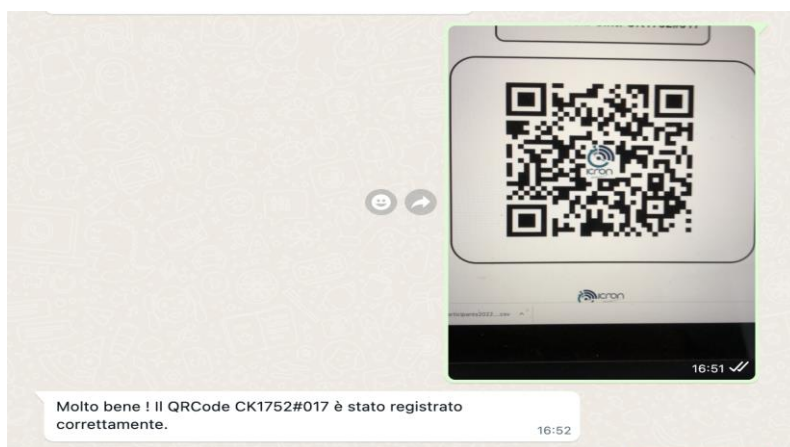 icron
icron
16:51
Molto bene ! Il QRCode CK1752#017 è stato registrato
correttamente.
16:52